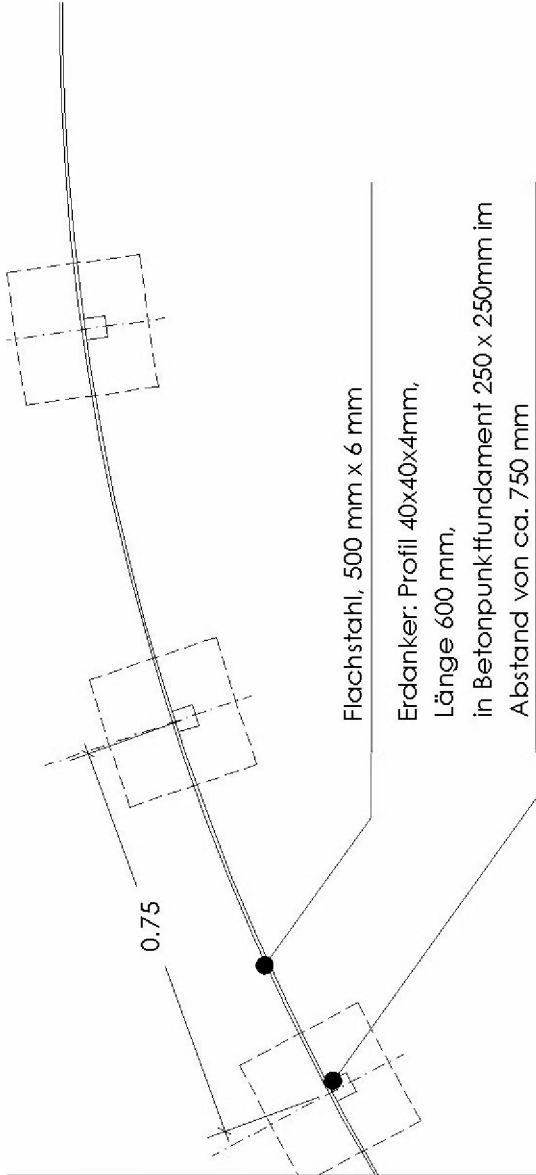 0.75
Flachstahl, 500 mm x 6 mm
Erdanker: Profil 40x40x4mm,
Länge 600 mm,
in Betonpunktfundament 250 x 250mm im
Abstand von ca. 750 mm